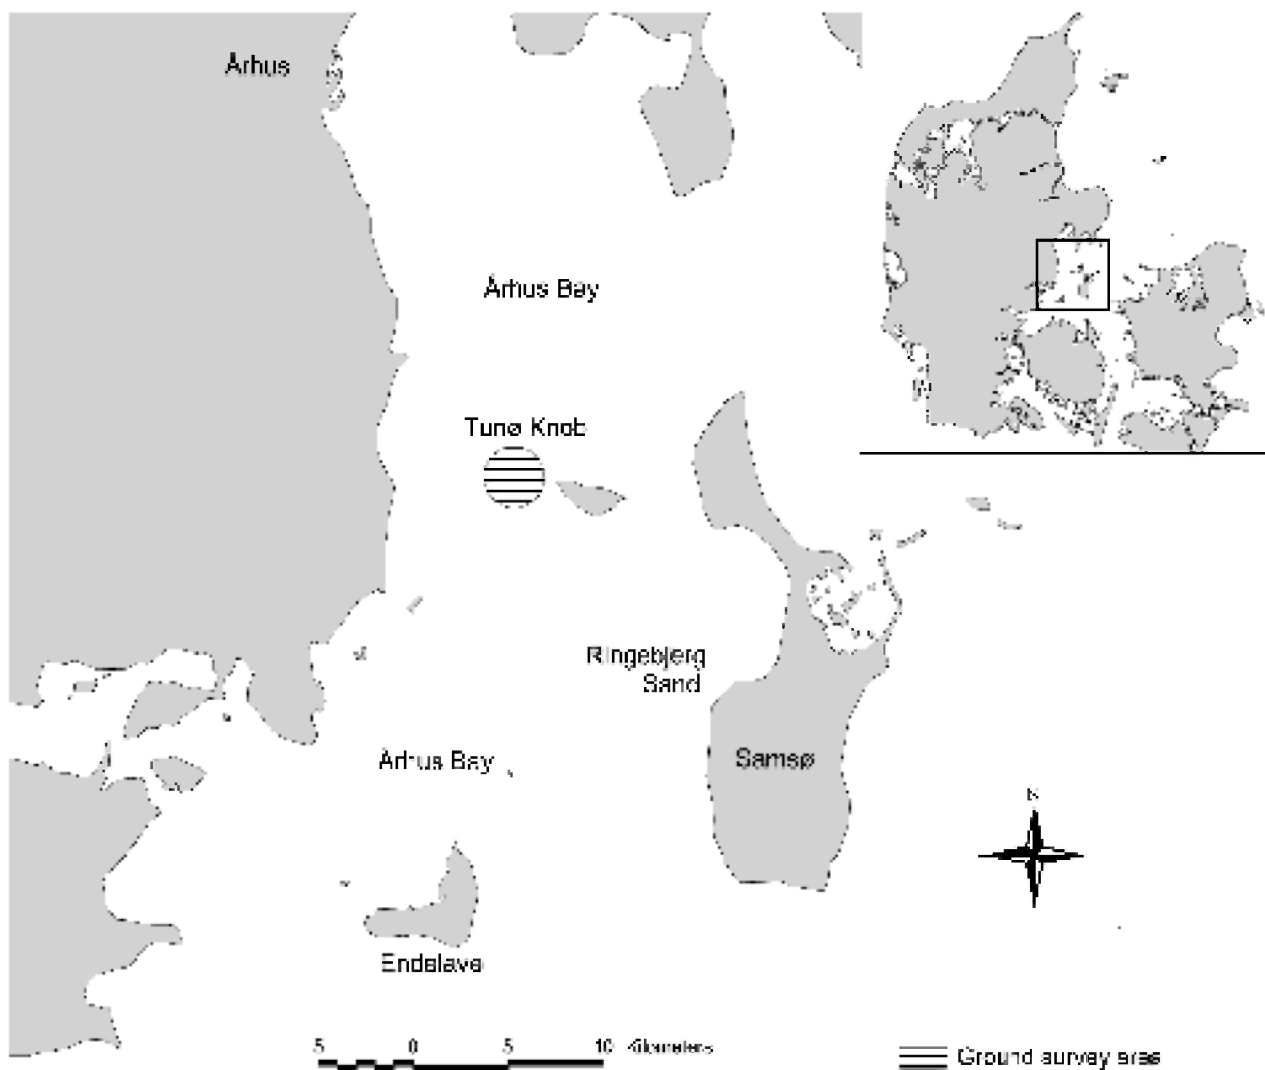 Århus
Århus Bay
Tunø Knob
Ringebjerg
Sand
Århus Bay
Samsø
N
Endelave
5 0 5 10 Kilometers
Ground survey area